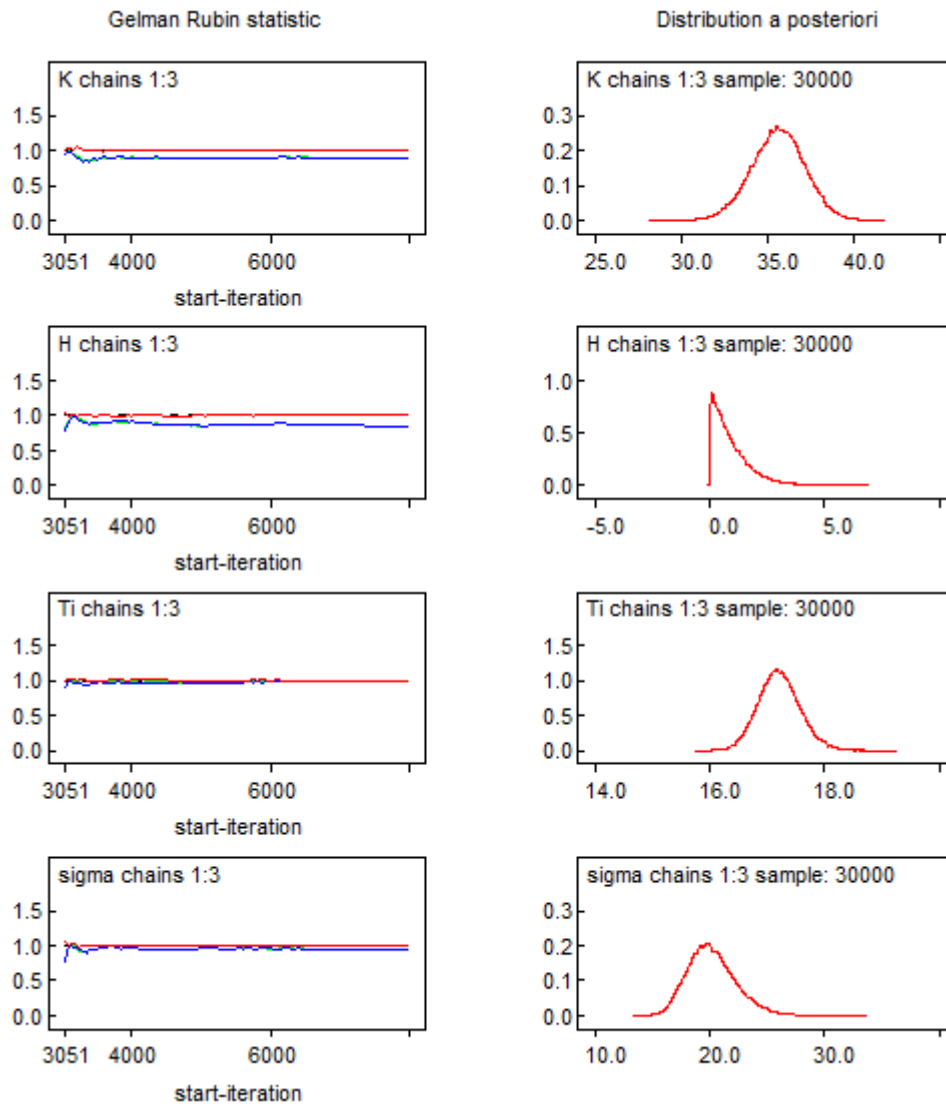 Gelman Rubin statistic
Distribution a posteriori
K chains 1:3
1.5
1.0
0.5
0.0
3051 4000 6000
start-iteration
K chains 1:3 sample: 30000
0.3
0.2
0.1
0.0
25.0 30.0 35.0 40.0
H chains 1:3
1.5
1.0
0.5
0.0
3051 4000 6000
start-iteration
H chains 1:3 sample: 30000
1.0
0.5
0.0
-5.0 0.0 5.0
Ti chains 1:3
1.5
1.0
0.5
0.0
3051 4000 6000
start-iteration
Ti chains 1:3 sample: 30000
1.5
1.0
0.5
0.0
14.0 16.0 18.0
sigma chains 1:3
1.5
1.0
0.5
0.0
3051 4000 6000
start-iteration
sigma chains 1:3 sample: 30000
0.3
0.2
0.1
0.0
10.0 20.0 30.0